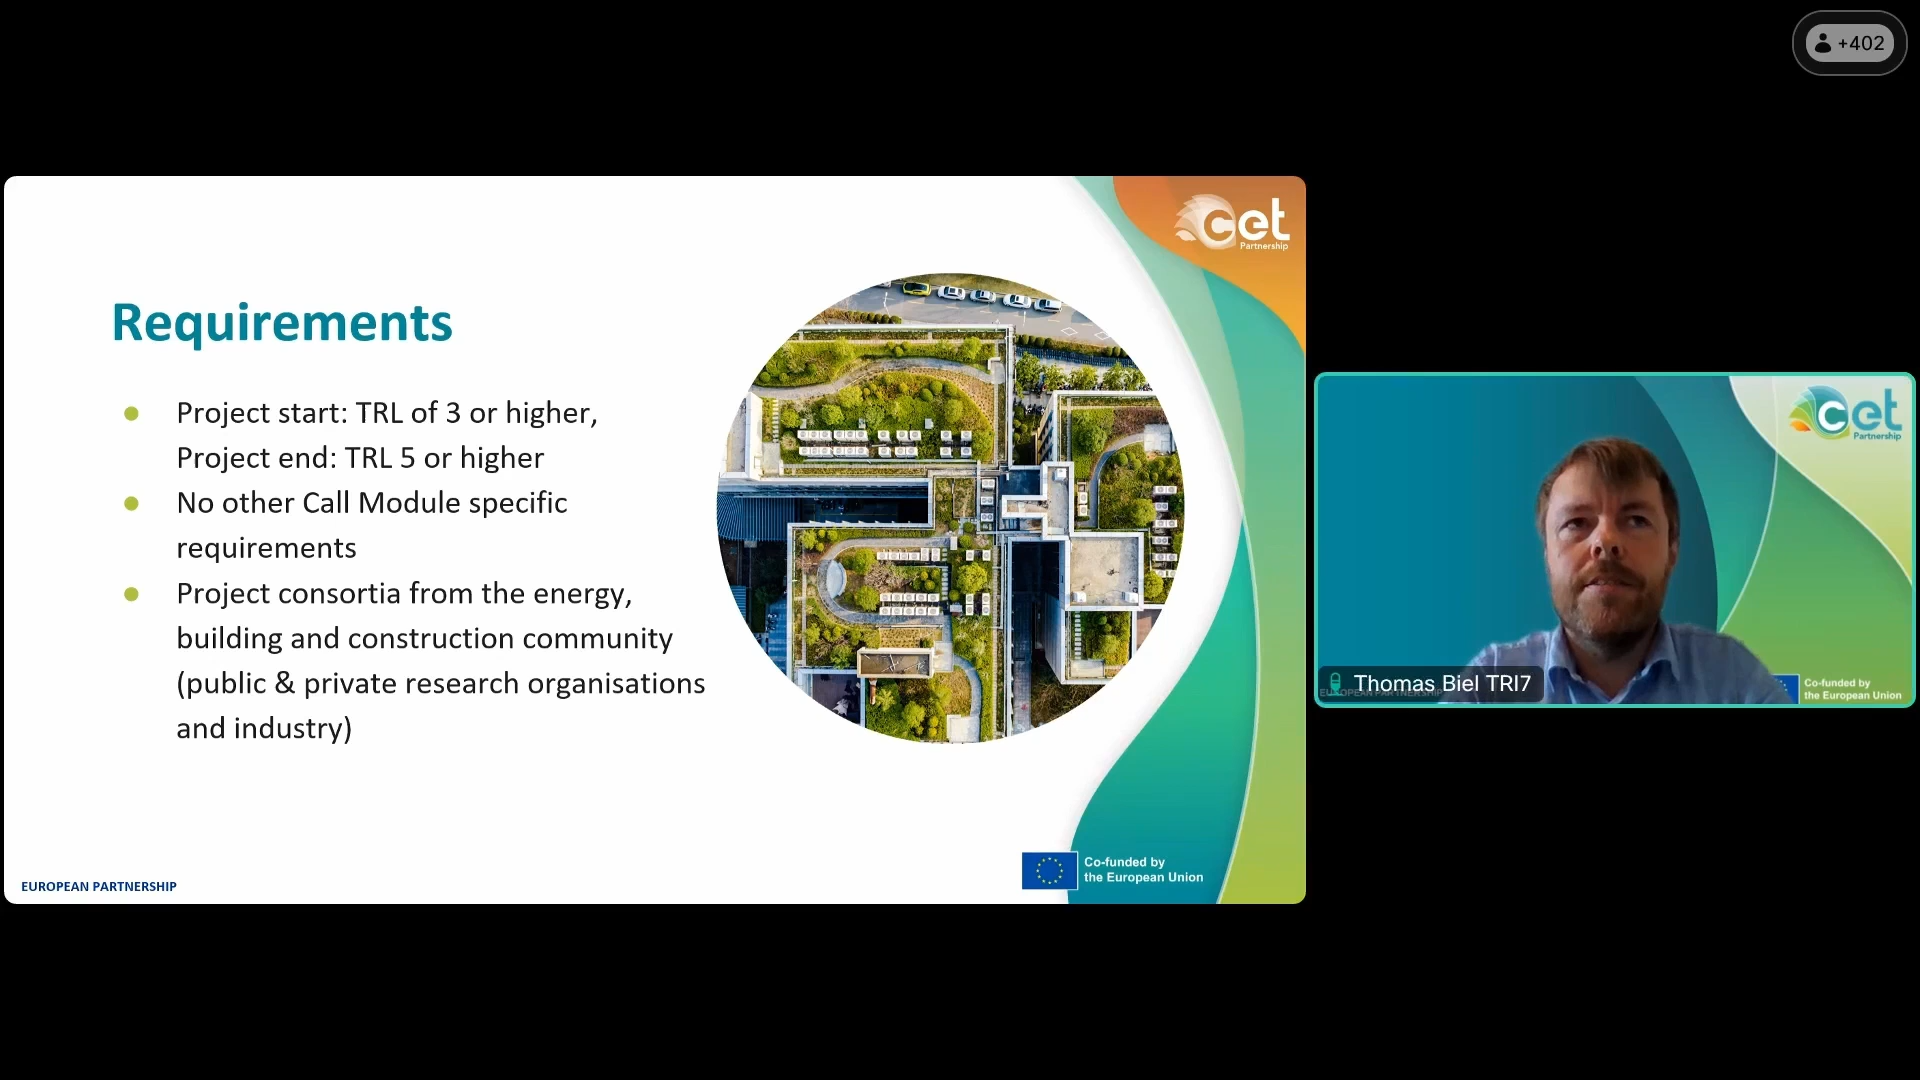 +402
cet
Partnership
Requirements
Project start: TRL of 3 or higher,
Project end: TRL 5 or higher
No other Call Module specific
requirements
Project consortia from the energy,
building and construction community
(public & private research organisations
and industry)
EUROPEAN PARTNERSHIP
Co-funded by
the European Union
cet
Partnership
Thomas Biel TRI7
EUROPEAN PARTNERSHIP
Co-funded by
the European Union